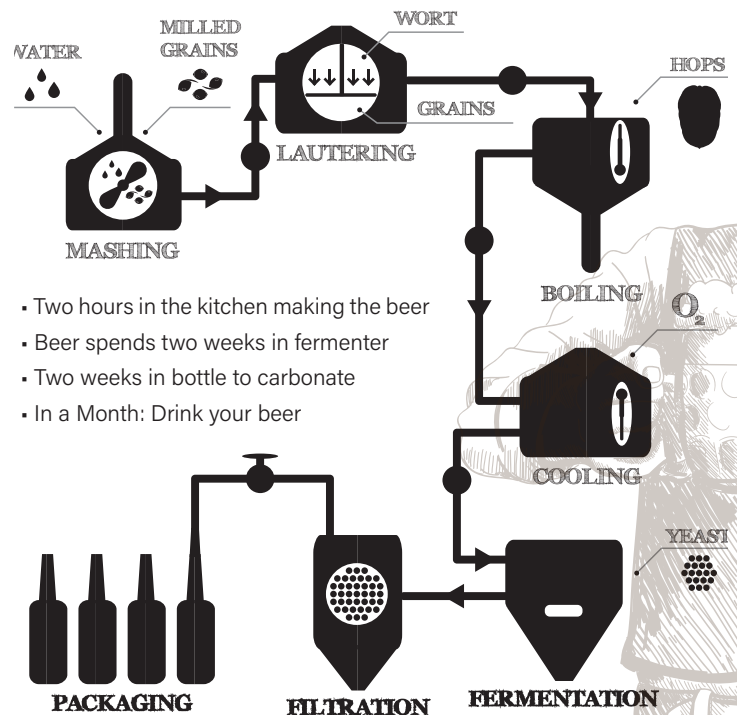 WATER
MILLED
GRAINS
WORT
GRAINS
HOPS
LAUTERING
MASHING
BOILING
O₂
• Two hours in the kitchen making the beer
• Beer spends two weeks in fermenter
• Two weeks in bottle to carbonate
• In a Month: Drink your beer
COOLING
YEAST
PACKAGING
FILTRATION
FERMENTATION